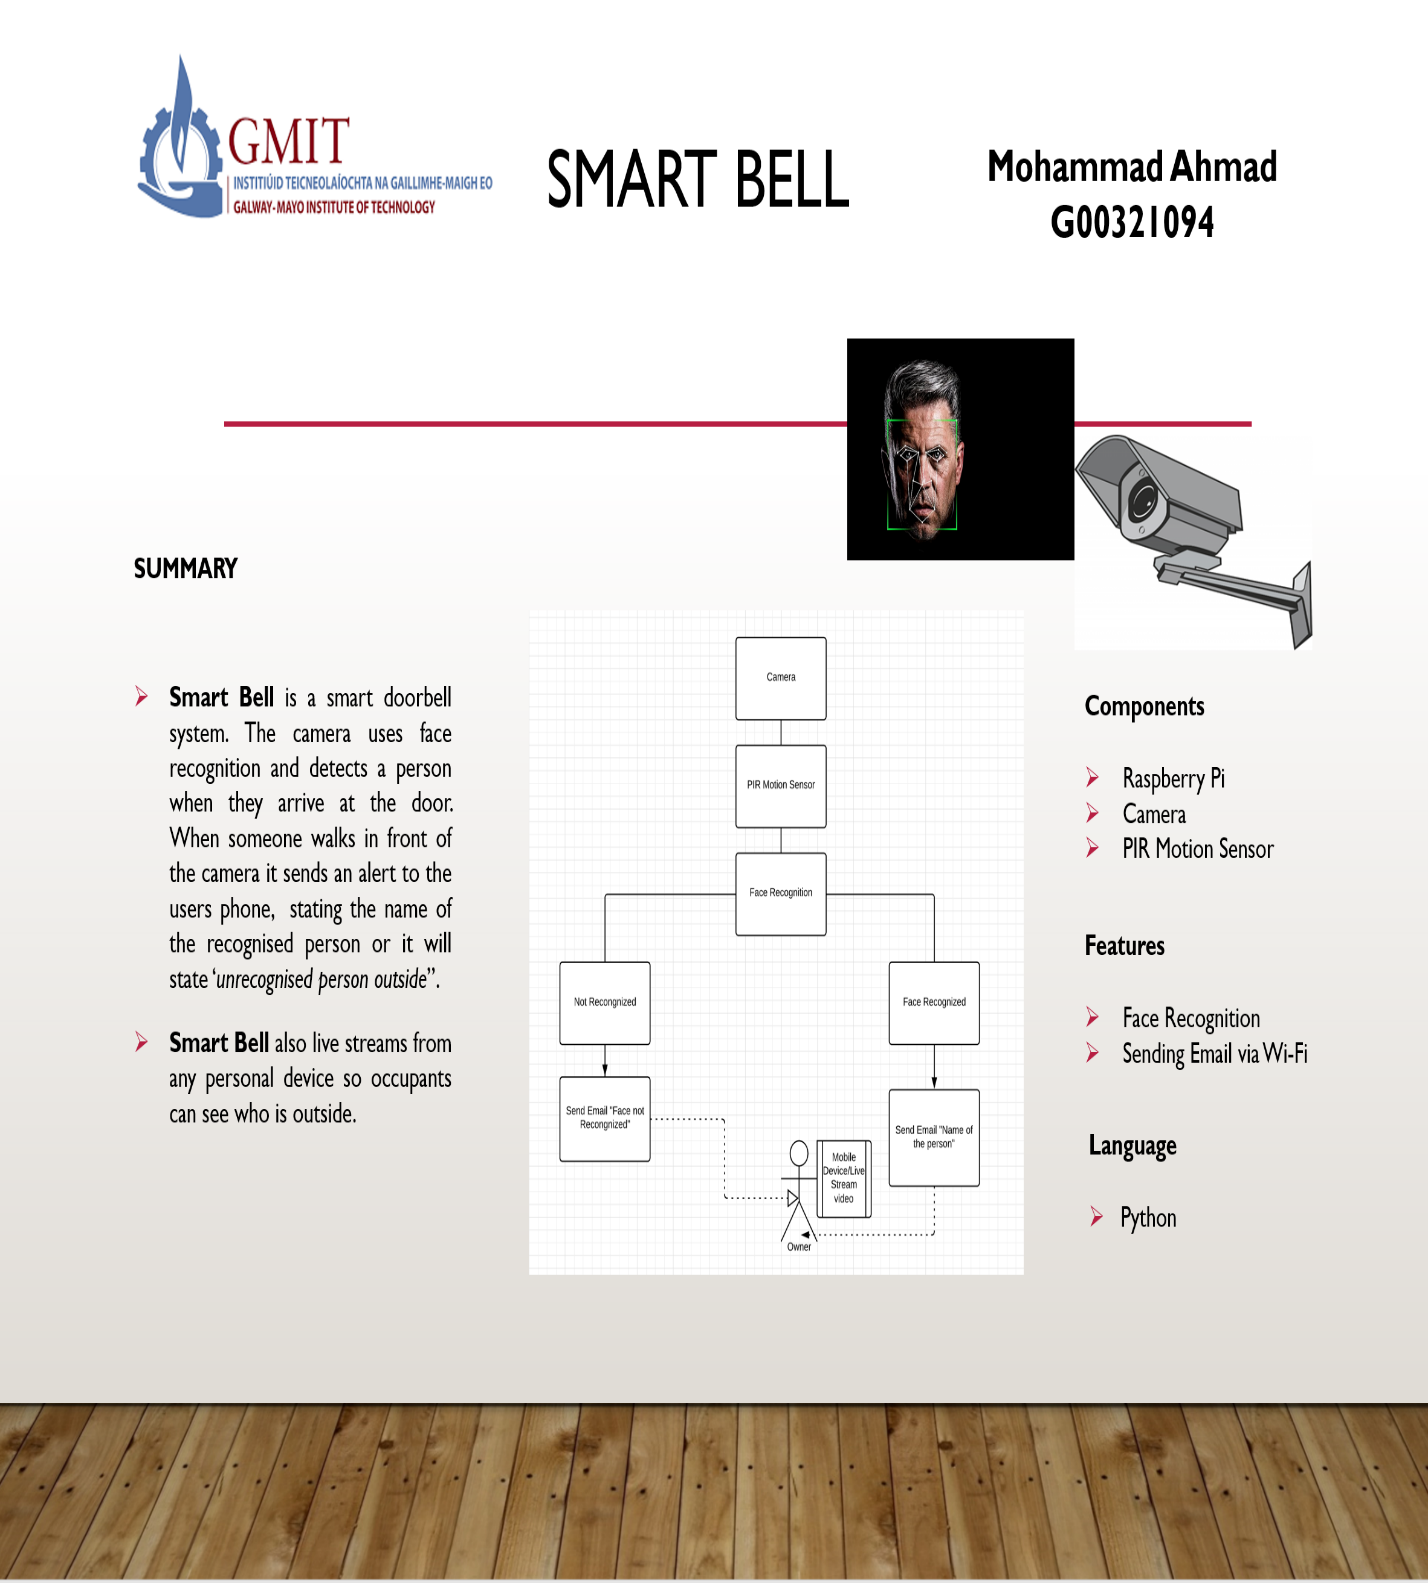 GMIT
INSTITIÚID TEICNEOLAÍOCHTA NA GAILLIMHE-MAIGH EO
GALWAY-MAYO INSTITUTE OF TECHNOLOGY
SMART BELL
Mohammad Ahmad
G00321094
SUMMARY
Smart Bell is a smart doorbell
system. The camera uses face
recognition and detects a person
when they arrive at the door.
When someone walks in front of
the camera it sends an alert to the
users phone, stating the name of
the recognised person or it will
state ‘unrecognised person outside”.
Smart Bell also live streams from
any personal device so occupants
can see who is outside.
Camera
PIR Motion Sensor
Face Recognition
Not Recongnized
Face Recognized
Send Email "Face not
Recongnized"
Send Email "Name of
the person"
Mobile
Device/Live
Stream
video
Owner
Components
Raspberry Pi
Camera
PIR Motion Sensor
Features
Face Recognition
Sending Email via Wi-Fi
Language
Python